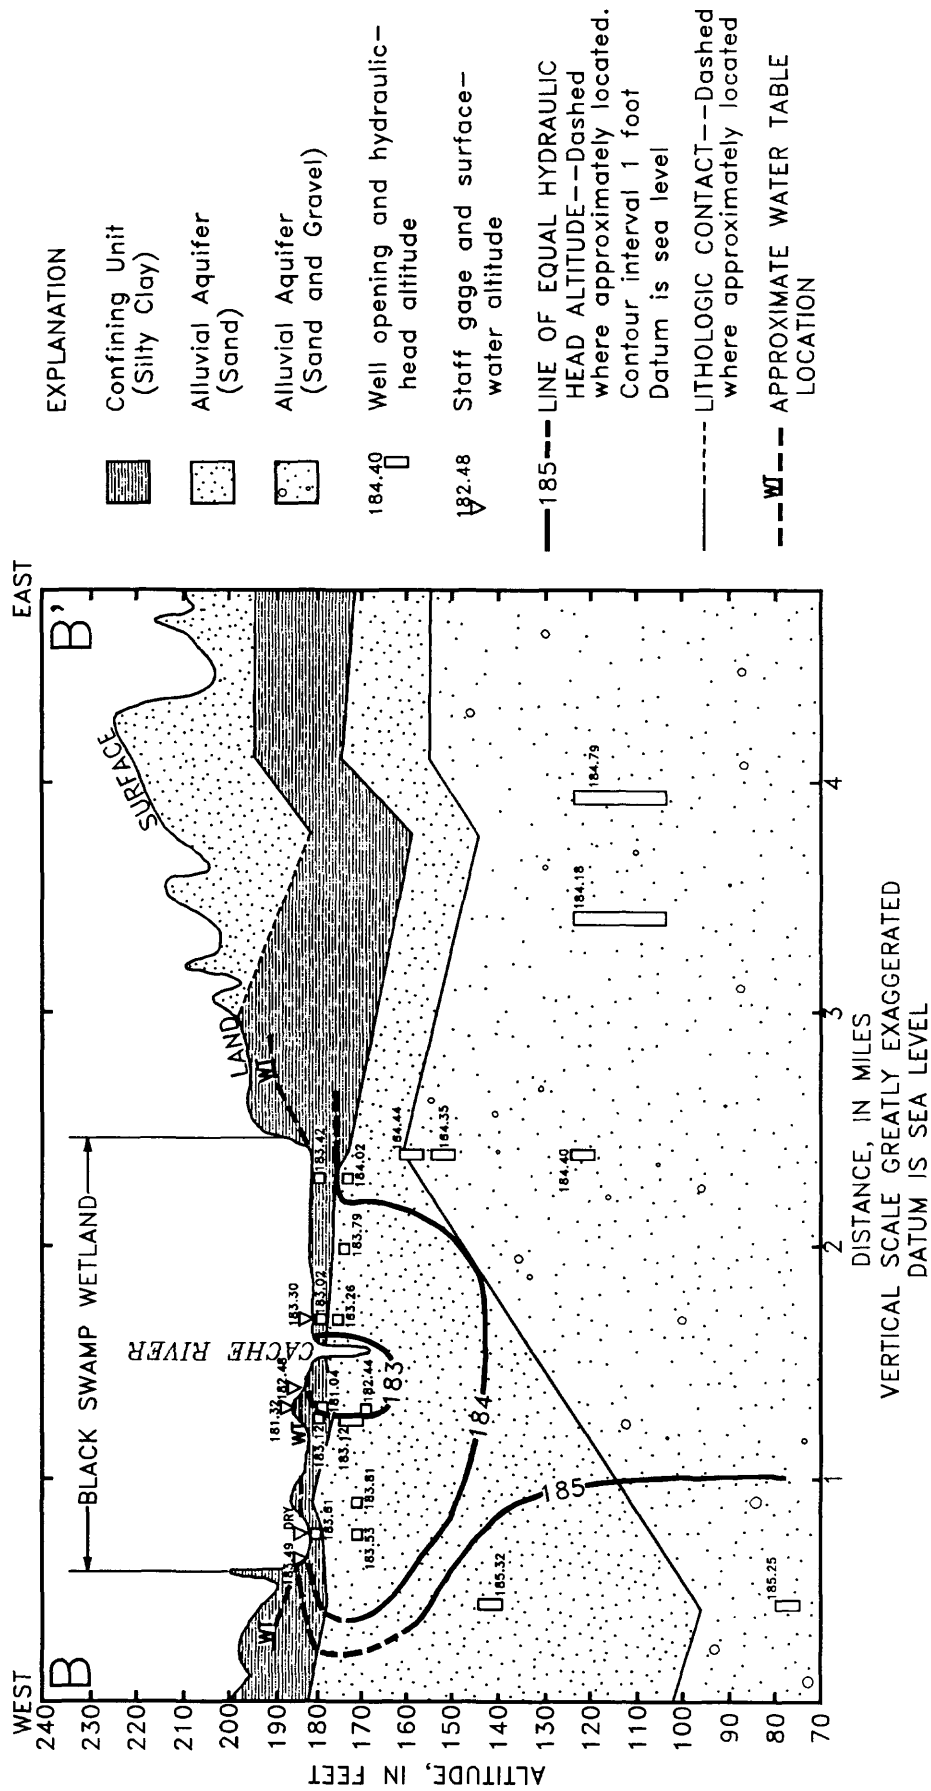 WEST
EAST
B
B'
240
230
220
210
200
190
180
170
160
150
140
130
120
110
100
90
80
70
ALTITUDE, IN FEET
BLACK SWAMP WETLAND
LAND
SURFACE
CACHE RIVER
WT
WT
WT
183.49
DRY
183.81
183.53
183.81
181.32
182.48
183.12
181.04
183.12
182.44
183.30
183.02
183.26
183.79
183.42
184.02
184.44
184.35
184.40
184.18
184.79
185.32
185.25
183
184
185
1
2
3
4
DISTANCE, IN MILES
VERTICAL SCALE GREATLY EXAGGERATED
DATUM IS SEA LEVEL
EXPLANATION
Confining Unit
(Silty Clay)
Alluvial Aquifer
(Sand)
Alluvial Aquifer
(Sand and Gravel)
184.40
Well opening and hydraulic-
head altitude
182.48
Staff gage and surface-
water altitude
185
LINE OF EQUAL HYDRAULIC
HEAD ALTITUDE--Dashed
where approximately located.
Contour interval 1 foot
Datum is sea level
LITHOLOGIC CONTACT--Dashed
where approximately located
WT
APPROXIMATE WATER TABLE
LOCATION